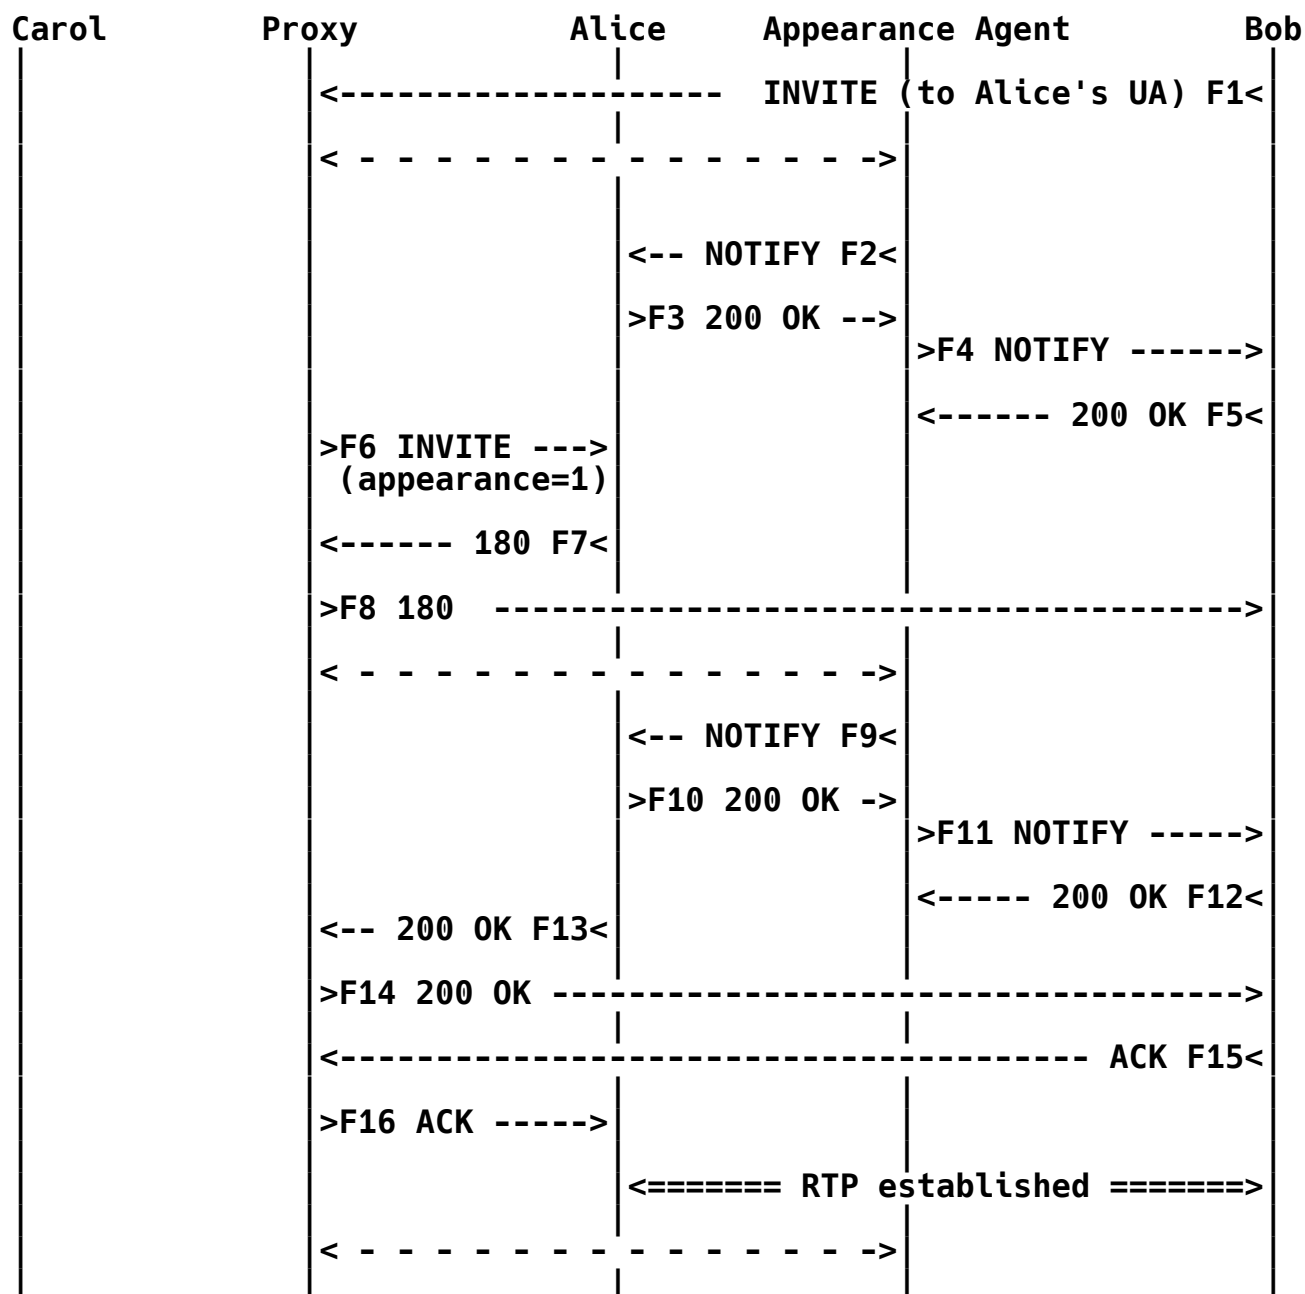 Carol Proxy Alice Appearance Agent Bob
|<------------------- INVITE (to Alice's UA) F1<|
|< - - - - - - - - - - - - - ->|
|<-- NOTIFY F2<|
|>F3 200 OK -->|
|>F4 NOTIFY ------>|
|<------ 200 OK F5<|
|>F6 INVITE --->|
(appearance=1)|
|<------ 180 F7<|
|>F8 180 --------------------------------------->|
|< - - - - - - - - - - - - - ->|
|<-- NOTIFY F9<|
|>F10 200 OK ->|
|>F11 NOTIFY ----->|
|<----- 200 OK F12<|
|<-- 200 OK F13<|
|>F14 200 OK ------------------------------------>|
|<--------------------------------------- ACK F15<|
|>F16 ACK ----->|
|<======= RTP established =======>|
|< - - - - - - - - - - - - - ->|